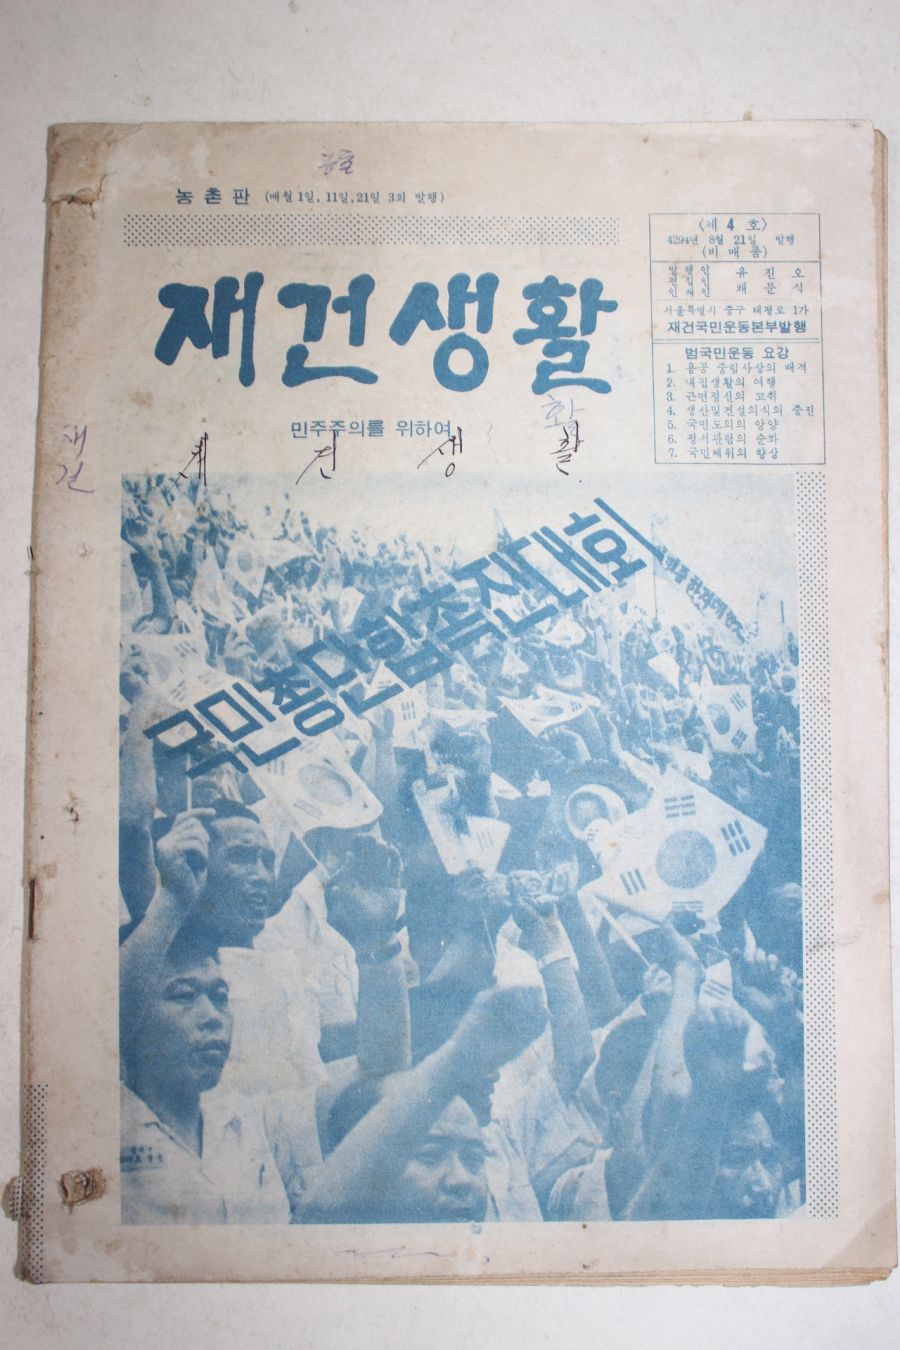 농촌판 (매월 1일, 11일, 21일 3회 발행)
<제 4 호>
4294년 8월 21일 발행
(비매품)
발행인 유진오
편집인
인쇄인 채문식
서울특별시 중구 태평로 1가
재건국민운동본부발행
범국민운동 요강
1. 용공 중립사상의 배격
2. 내핍생활의 여행
3. 근면정신의 고취
4. 생산및건설의식의 증진
5. 국민도의의 앙양
6. 정서관렴의 순화
7. 국민체위의 향상
재건생활
민주주의를 위하여
활
재건
재건생활
국민청단합촉진대회